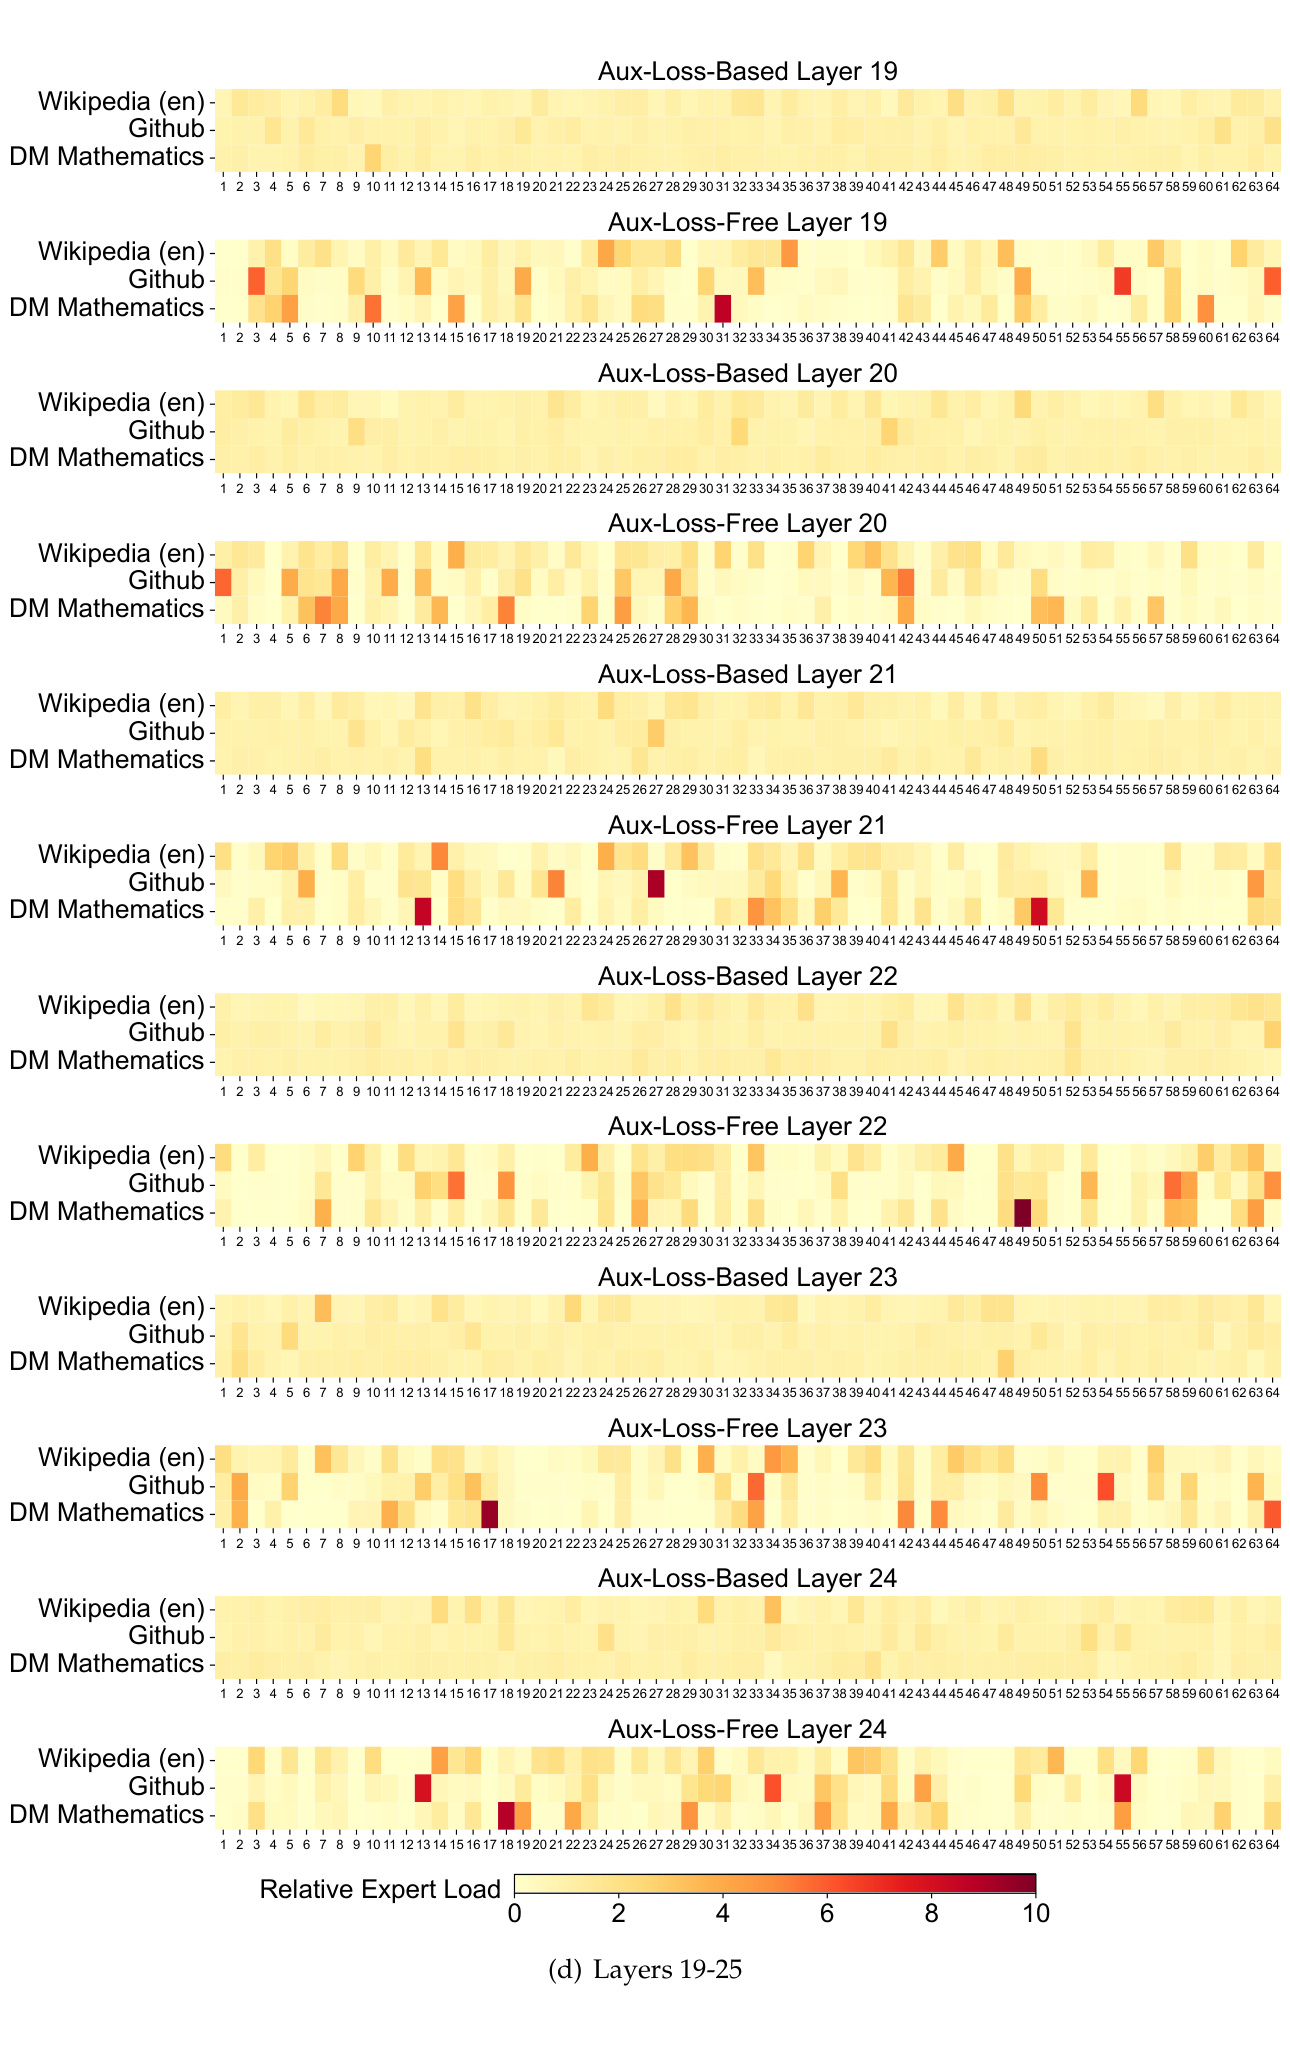 Aux-Loss-Based Layer 19
Wikipedia (en)
Github
DM Mathematics
1 2 3 4 5 6 7 8 9 10 11 12 13 14 15 16 17 18 19 20 21 22 23 24 25 26 27 28 29 30 31 32 33 34 35 36 37 38 39 40 41 42 43 44 45 46 47 48 49 50 51 52 53 54 55 56 57 58 59 60 61 62 63 64
Aux-Loss-Free Layer 19
Wikipedia (en)
Github
DM Mathematics
1 2 3 4 5 6 7 8 9 10 11 12 13 14 15 16 17 18 19 20 21 22 23 24 25 26 27 28 29 30 31 32 33 34 35 36 37 38 39 40 41 42 43 44 45 46 47 48 49 50 51 52 53 54 55 56 57 58 59 60 61 62 63 64
Aux-Loss-Based Layer 20
Wikipedia (en)
Github
DM Mathematics
1 2 3 4 5 6 7 8 9 10 11 12 13 14 15 16 17 18 19 20 21 22 23 24 25 26 27 28 29 30 31 32 33 34 35 36 37 38 39 40 41 42 43 44 45 46 47 48 49 50 51 52 53 54 55 56 57 58 59 60 61 62 63 64
Aux-Loss-Free Layer 20
Wikipedia (en)
Github
DM Mathematics
1 2 3 4 5 6 7 8 9 10 11 12 13 14 15 16 17 18 19 20 21 22 23 24 25 26 27 28 29 30 31 32 33 34 35 36 37 38 39 40 41 42 43 44 45 46 47 48 49 50 51 52 53 54 55 56 57 58 59 60 61 62 63 64
Aux-Loss-Based Layer 21
Wikipedia (en)
Github
DM Mathematics
1 2 3 4 5 6 7 8 9 10 11 12 13 14 15 16 17 18 19 20 21 22 23 24 25 26 27 28 29 30 31 32 33 34 35 36 37 38 39 40 41 42 43 44 45 46 47 48 49 50 51 52 53 54 55 56 57 58 59 60 61 62 63 64
Aux-Loss-Free Layer 21
Wikipedia (en)
Github
DM Mathematics
1 2 3 4 5 6 7 8 9 10 11 12 13 14 15 16 17 18 19 20 21 22 23 24 25 26 27 28 29 30 31 32 33 34 35 36 37 38 39 40 41 42 43 44 45 46 47 48 49 50 51 52 53 54 55 56 57 58 59 60 61 62 63 64
Aux-Loss-Based Layer 22
Wikipedia (en)
Github
DM Mathematics
1 2 3 4 5 6 7 8 9 10 11 12 13 14 15 16 17 18 19 20 21 22 23 24 25 26 27 28 29 30 31 32 33 34 35 36 37 38 39 40 41 42 43 44 45 46 47 48 49 50 51 52 53 54 55 56 57 58 59 60 61 62 63 64
Aux-Loss-Free Layer 22
Wikipedia (en)
Github
DM Mathematics
1 2 3 4 5 6 7 8 9 10 11 12 13 14 15 16 17 18 19 20 21 22 23 24 25 26 27 28 29 30 31 32 33 34 35 36 37 38 39 40 41 42 43 44 45 46 47 48 49 50 51 52 53 54 55 56 57 58 59 60 61 62 63 64
Aux-Loss-Based Layer 23
Wikipedia (en)
Github
DM Mathematics
1 2 3 4 5 6 7 8 9 10 11 12 13 14 15 16 17 18 19 20 21 22 23 24 25 26 27 28 29 30 31 32 33 34 35 36 37 38 39 40 41 42 43 44 45 46 47 48 49 50 51 52 53 54 55 56 57 58 59 60 61 62 63 64
Aux-Loss-Free Layer 23
Wikipedia (en)
Github
DM Mathematics
1 2 3 4 5 6 7 8 9 10 11 12 13 14 15 16 17 18 19 20 21 22 23 24 25 26 27 28 29 30 31 32 33 34 35 36 37 38 39 40 41 42 43 44 45 46 47 48 49 50 51 52 53 54 55 56 57 58 59 60 61 62 63 64
Aux-Loss-Based Layer 24
Wikipedia (en)
Github
DM Mathematics
1 2 3 4 5 6 7 8 9 10 11 12 13 14 15 16 17 18 19 20 21 22 23 24 25 26 27 28 29 30 31 32 33 34 35 36 37 38 39 40 41 42 43 44 45 46 47 48 49 50 51 52 53 54 55 56 57 58 59 60 61 62 63 64
Aux-Loss-Free Layer 24
Wikipedia (en)
Github
DM Mathematics
1 2 3 4 5 6 7 8 9 10 11 12 13 14 15 16 17 18 19 20 21 22 23 24 25 26 27 28 29 30 31 32 33 34 35 36 37 38 39 40 41 42 43 44 45 46 47 48 49 50 51 52 53 54 55 56 57 58 59 60 61 62 63 64
Relative Expert Load
0 2 4 6 8 10
(d) Layers 19-25